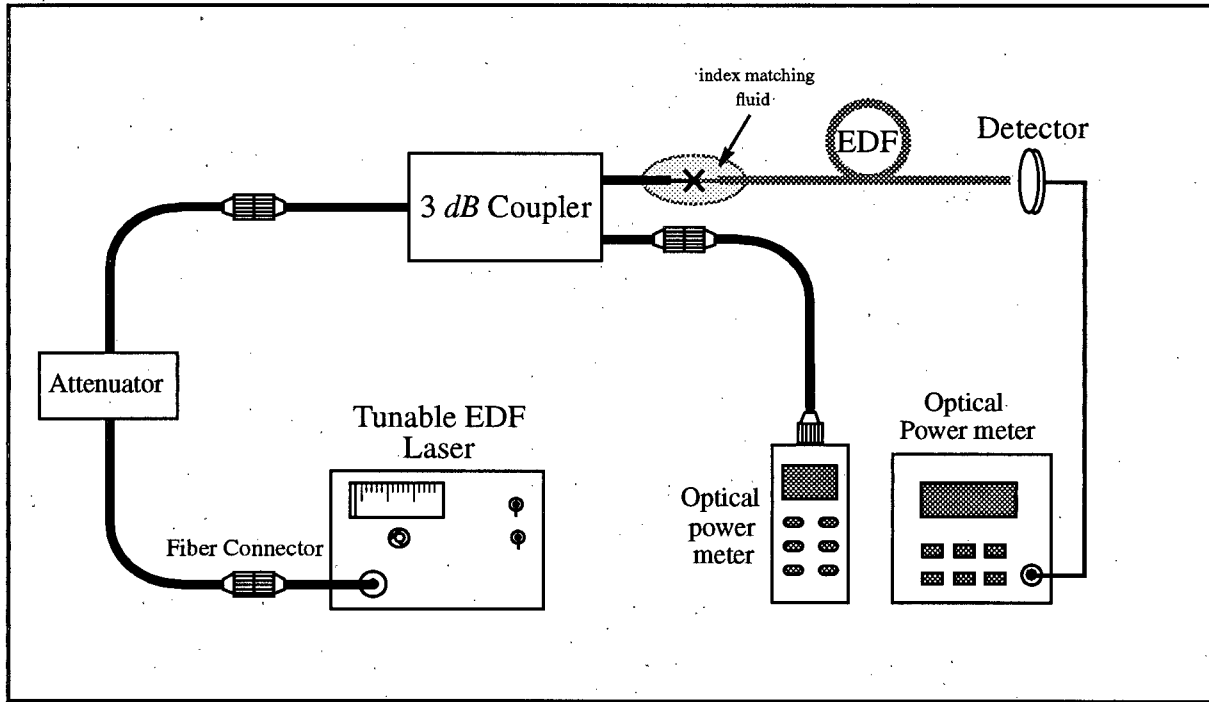 index matching
fluid
EDF
Detector
3 dB Coupler
Attenuator
Tunable EDF
Laser
Optical
Power meter
Optical
power
meter
Fiber Connector